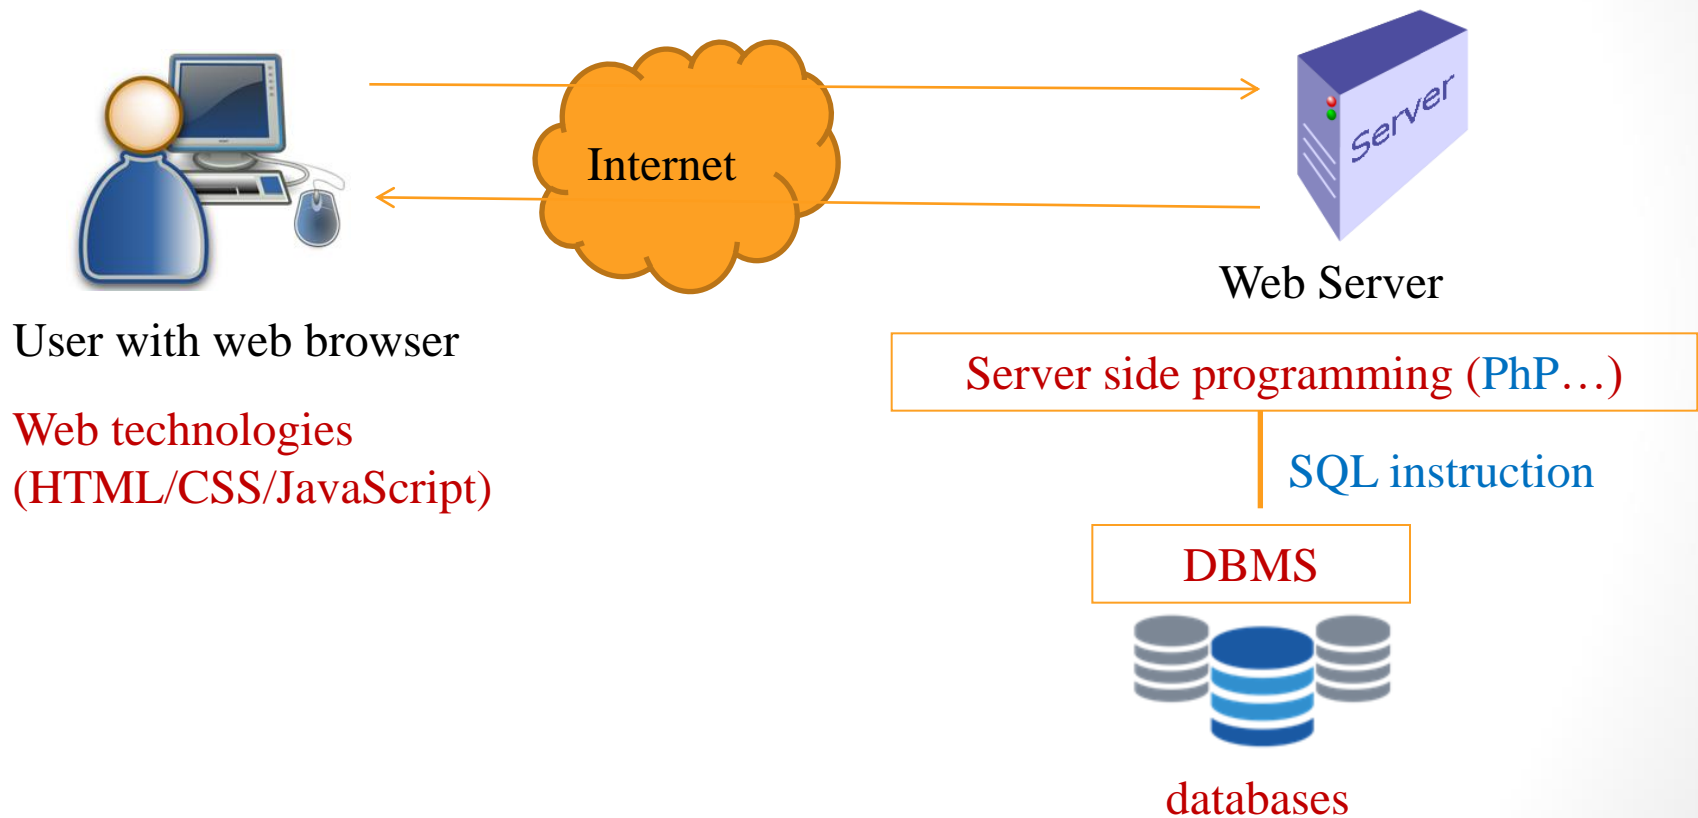 Internet
Server
Web Server
User with web browser
Web technologies
(HTML/CSS/JavaScript)
Server side programming (PhP…)
SQL instruction
DBMS
databases